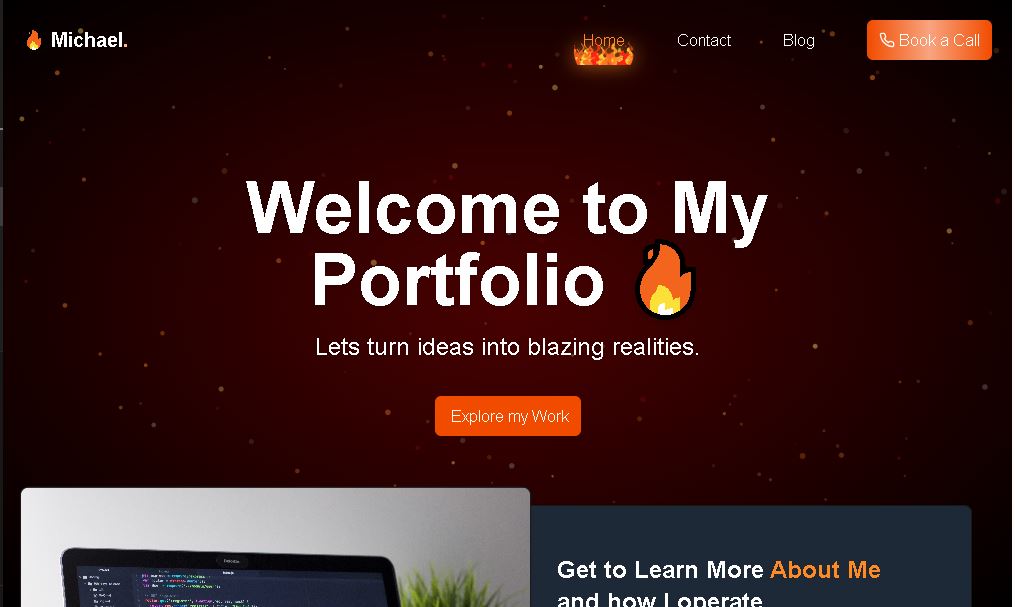 Michael.
Home
Contact
Blog
Book a Call
Welcome to My
Portfolio
Lets turn ideas into blazing realities.
Explore my Work
Get to Learn More About Me
and how I operate